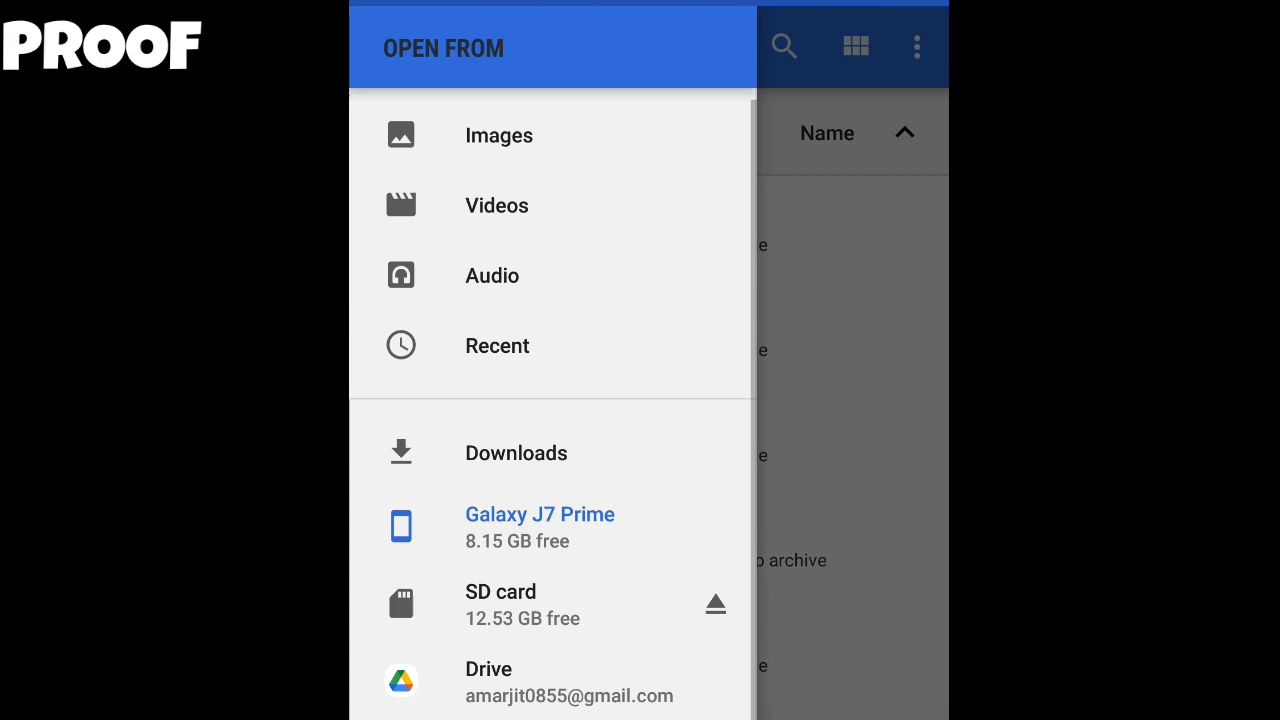 PROOF
OPEN FROM
Name
Images
Videos
Audio
Recent
Downloads
Galaxy J7 Prime
8.15 GB free
SD card
12.53 GB free
Drive
amarjit0855@gmail.com
e
e
e
archive
e